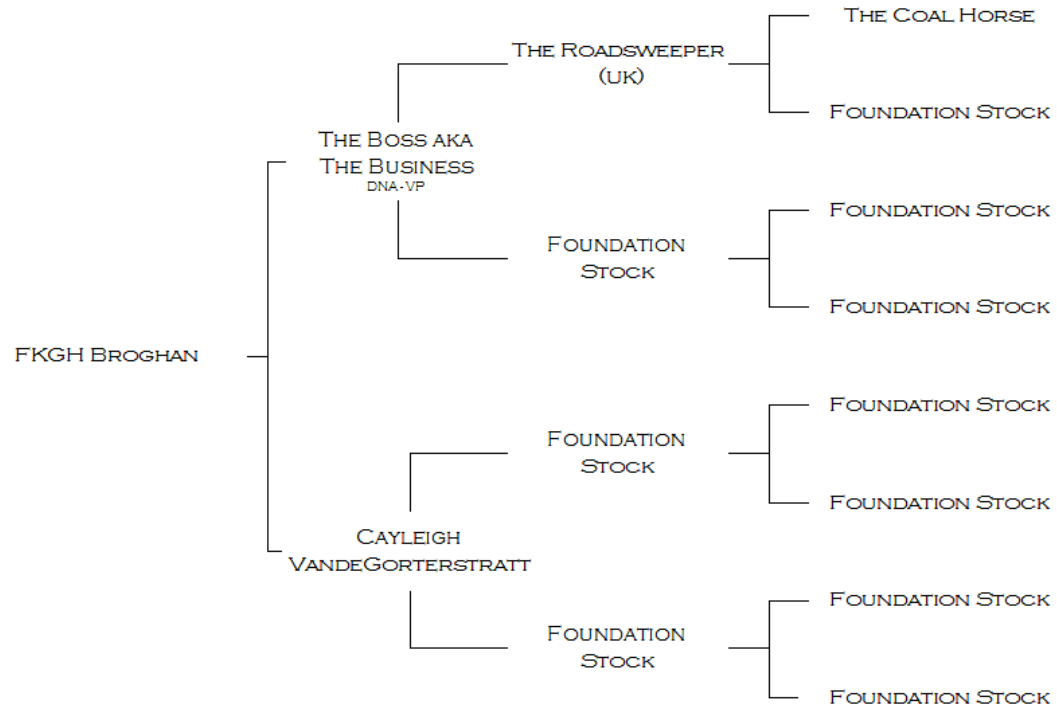 The Coal Horse
The Roadsweeper
(UK)
Foundation Stock
The Boss aka
The Business
DNA-VP
Foundation Stock
Foundation
Stock
Foundation Stock
FKGH Broghan
Foundation Stock
Foundation
Stock
Foundation Stock
Cayleigh
VandeGorterstratt
Foundation Stock
Foundation
Stock
Foundation Stock